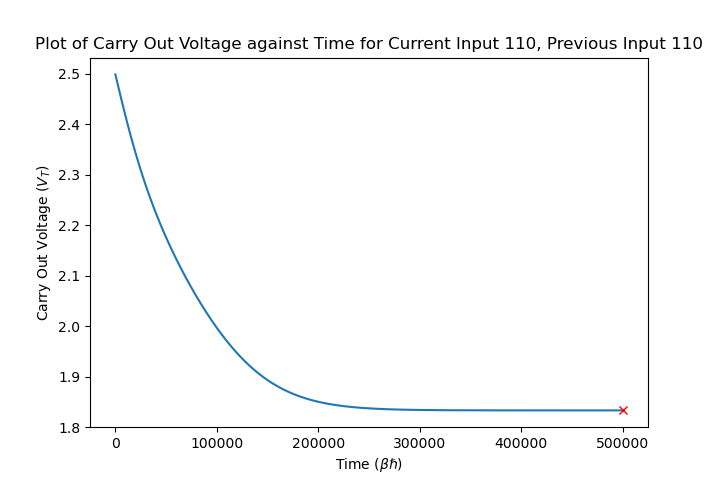 Plot of Carry Out Voltage against Time for Current Input 110, Previous Input 110
2.5
2.4
2.3
2.2
2.1
2.0
1.9
1.8
Carry Out Voltage (V_T)
0 100000 200000 300000 400000 500000
Time (βℏ)